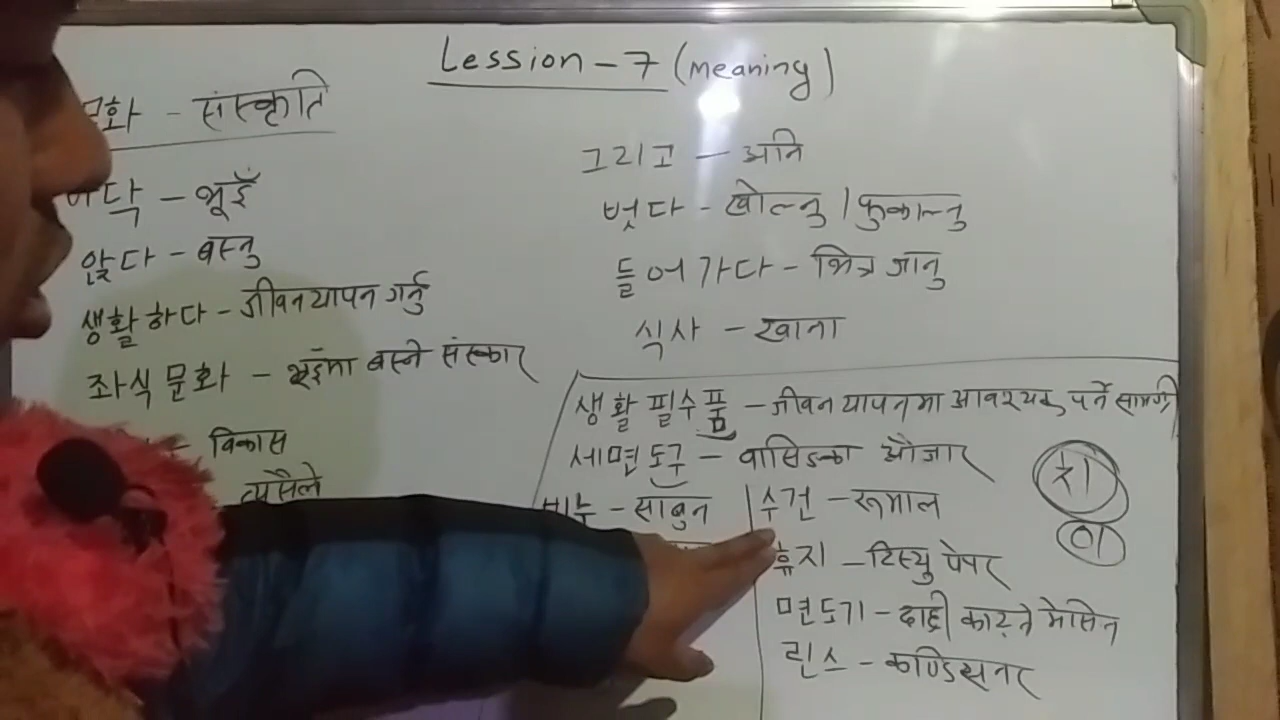 Lession - 7 (meaning)
화 - संस्कृति
닥 - भूइँ
앉다 - बस्नु
생활하다 - जीवनयापन गर्नु
좌식 문화 - भूइँमा बस्ने संस्कार
- विकास
त्यसैले
그리고 - अनि
벗다 - खोल्नु / फुकाल्नु
들어가다 - भित्र जानु
식사 - खाना
생활필수품 - जीवनयापनमा आवश्यक पर्ने सामग्री
세면도구 - वासिङका औजार
비누 - साबुन
수건 - रूमाल
휴지 - टिस्यु पेपर
면도기 - दाह्री काट्ने मेसिन
린스 - कण्डिसनर
지
이